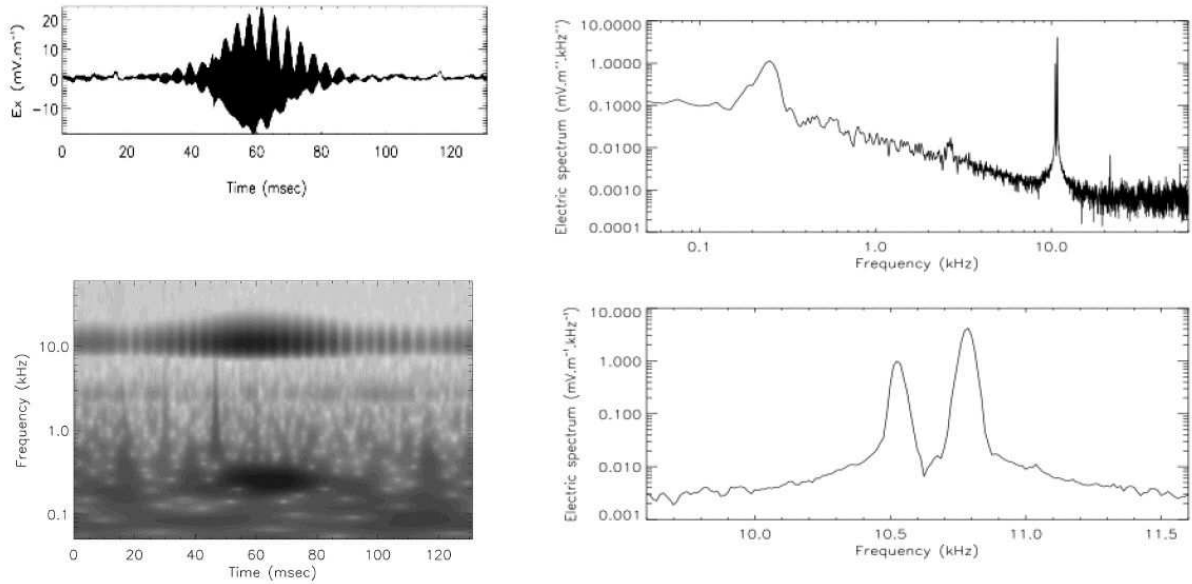 20
10
0
−10
Ex (mV.m⁻¹)
0 20 40 60 80 100 120
Time (msec)
10.0
1.0
0.1
Frequency (kHz)
0 20 40 60 80 100 120
Time (msec)
10.0000
1.0000
0.1000
0.0100
0.0010
0.0001
Electric spectrum (mV.m⁻¹.kHz⁻¹)
0.1 1.0 10.0
Frequency (kHz)
10.000
1.000
0.100
0.010
0.001
Electric spectrum (mV.m⁻¹.kHz⁻¹)
10.0 10.5 11.0 11.5
Frequency (kHz)